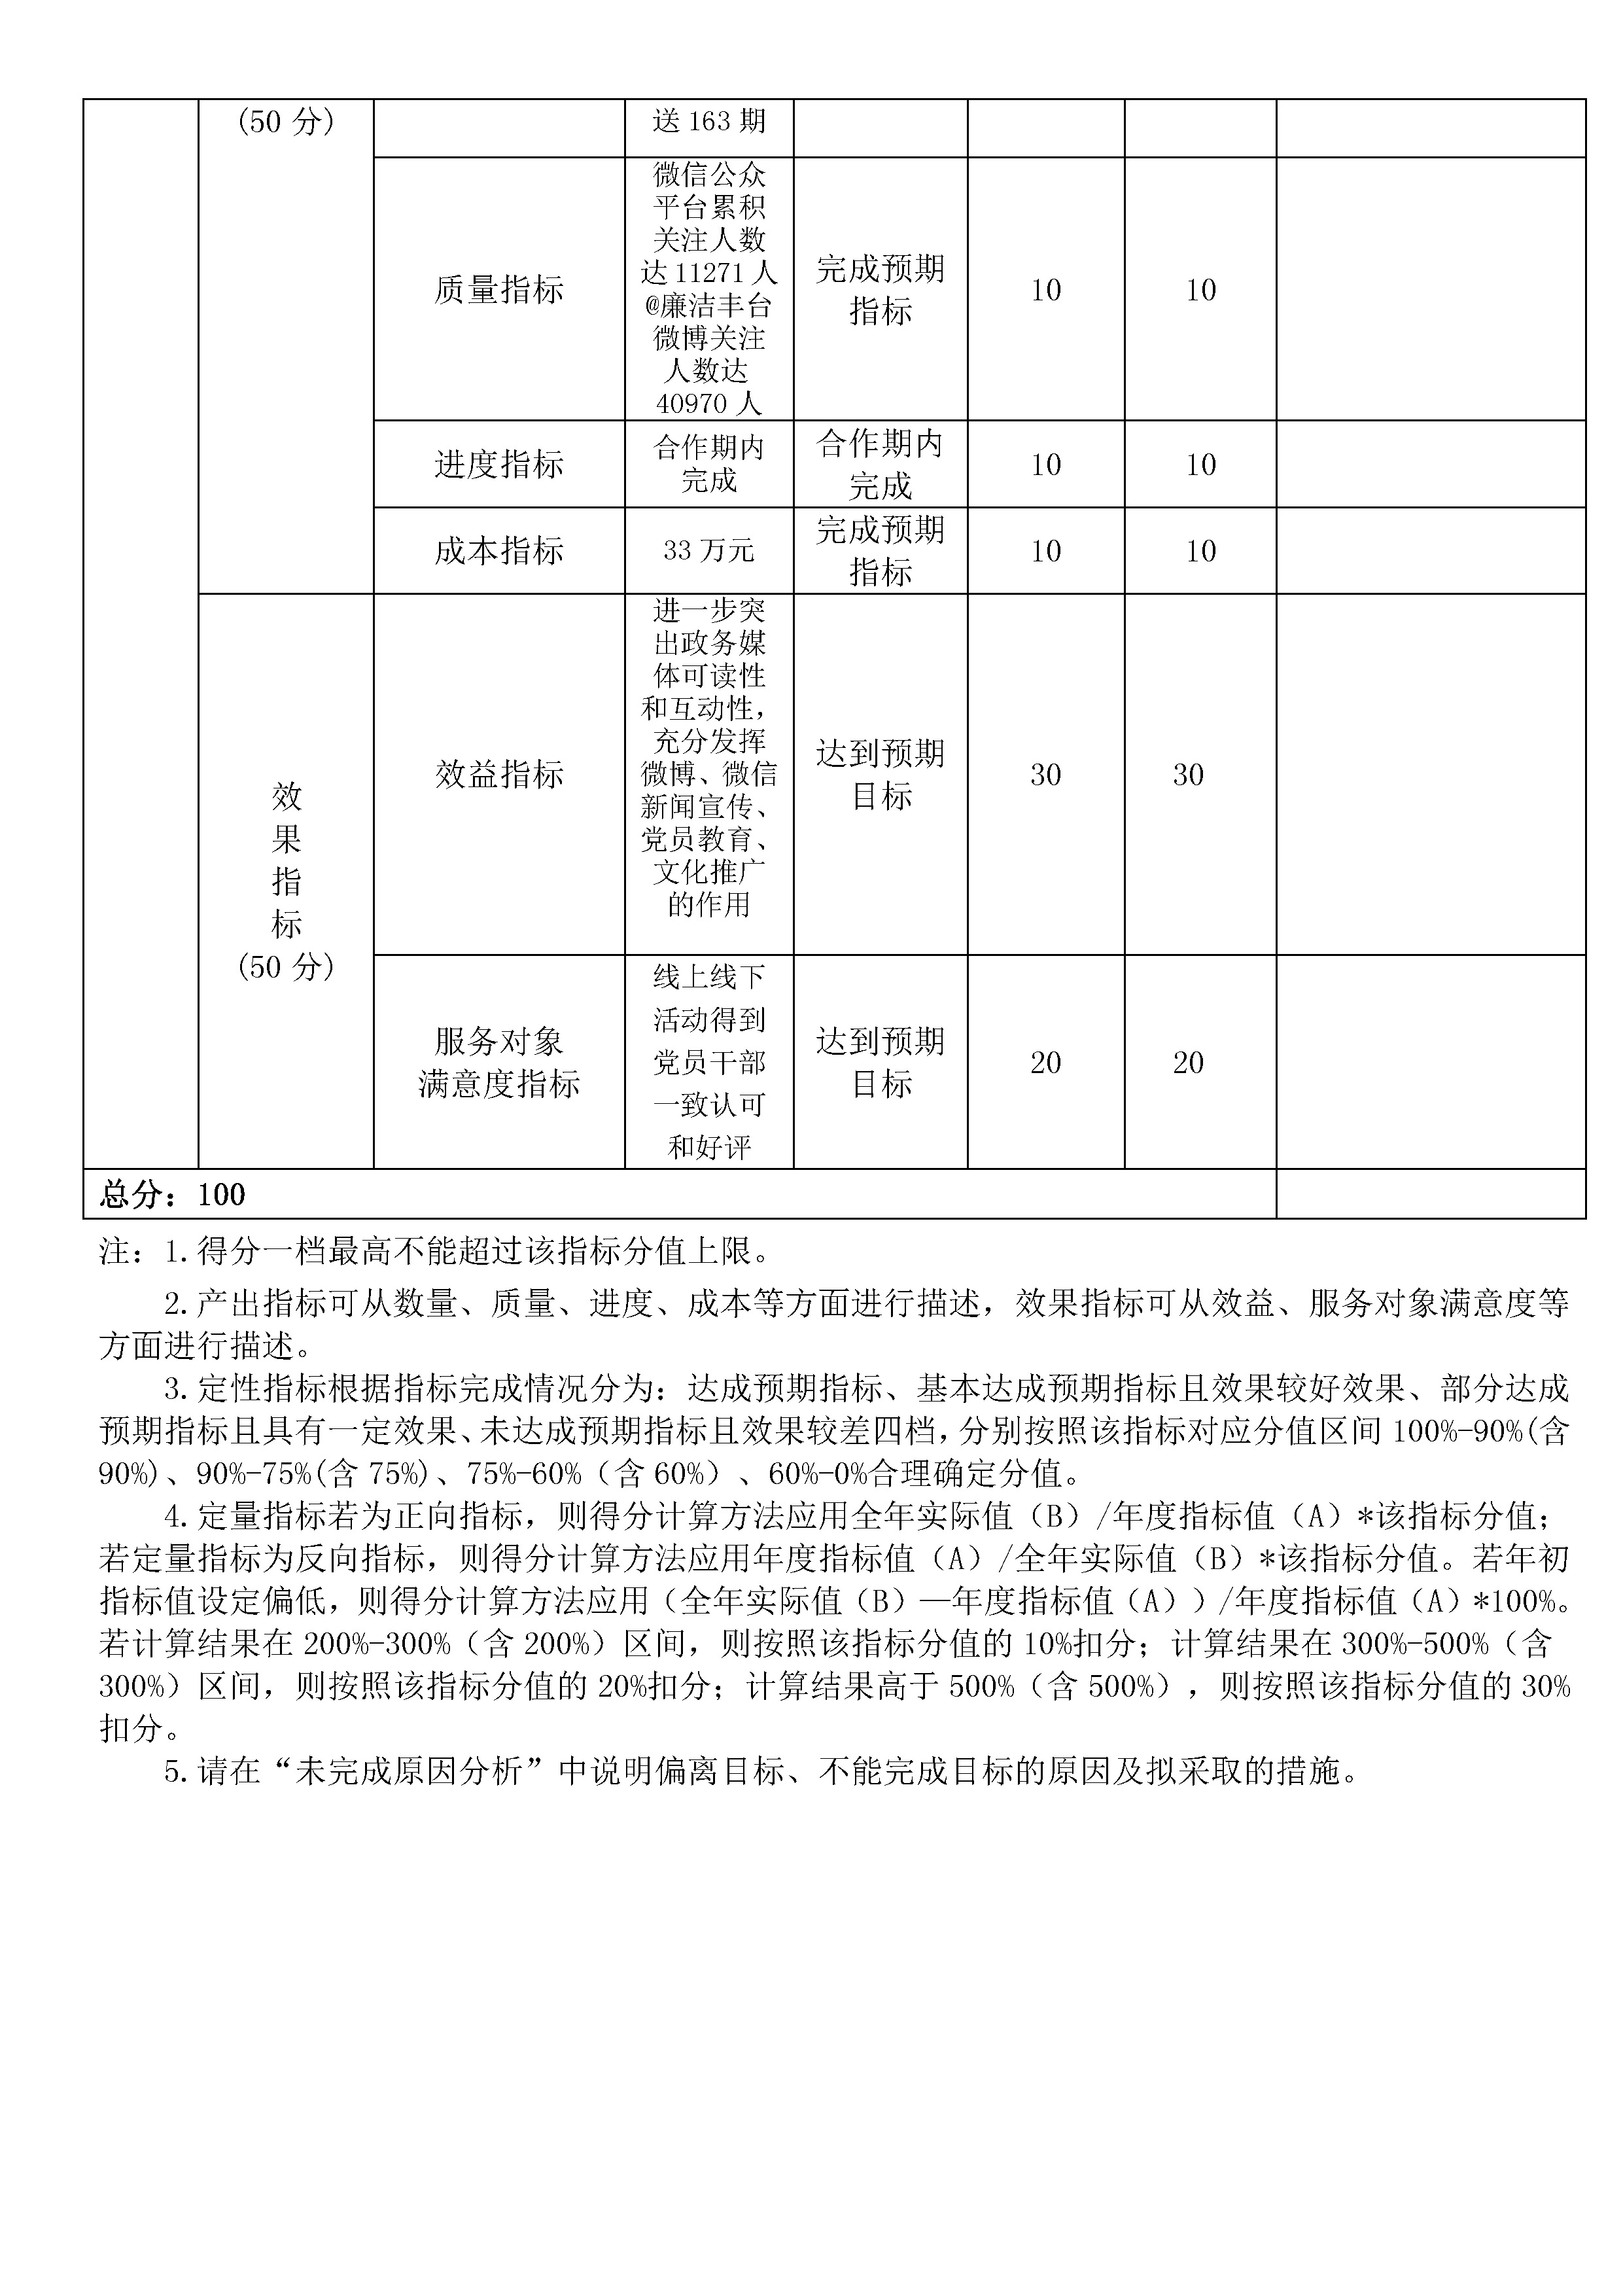 (50 分)
送 163 期
质量指标
微信公众
平台累积
关注人数
达 11271 人
@廉洁丰台
微博关注
人数达
40970 人
完成预期
指标
10
10
进度指标
合作期内
完成
合作期内
完成
10
10
成本指标
33 万元
完成预期
指标
10
10
效
果
指
标
(50 分)
效益指标
进一步突
出政务媒
体可读性
和互动性，
充分发挥
微博、微信
新闻宣传、
党员教育、
文化推广
的作用
达到预期
目标
30
30
服务对象
满意度指标
线上线下
活动得到
党员干部
一致认可
和好评
达到预期
目标
20
20
总分：100
注：1.得分一档最高不能超过该指标分值上限。
2.产出指标可从数量、质量、进度、成本等方面进行描述，效果指标可从效益、服务对象满意度等
方面进行描述。
3.定性指标根据指标完成情况分为：达成预期指标、基本达成预期指标且效果较好效果、部分达成
预期指标且具有一定效果、未达成预期指标且效果较差四档，分别按照该指标对应分值区间 100%-90%(含
90%)、90%-75%(含 75%)、75%-60%（含 60%）、60%-0%合理确定分值。
4.定量指标若为正向指标，则得分计算方法应用全年实际值（B）/年度指标值（A）*该指标分值；
若定量指标为反向指标，则得分计算方法应用年度指标值（A）/全年实际值（B）*该指标分值。若年初
指标值设定偏低，则得分计算方法应用（全年实际值（B）—年度指标值（A））/年度指标值（A）*100%。
若计算结果在 200%-300%（含 200%）区间，则按照该指标分值的 10%扣分；计算结果在 300%-500%（含
300%）区间，则按照该指标分值的 20%扣分；计算结果高于 500%（含 500%），则按照该指标分值的 30%
扣分。
5.请在“未完成原因分析”中说明偏离目标、不能完成目标的原因及拟采取的措施。